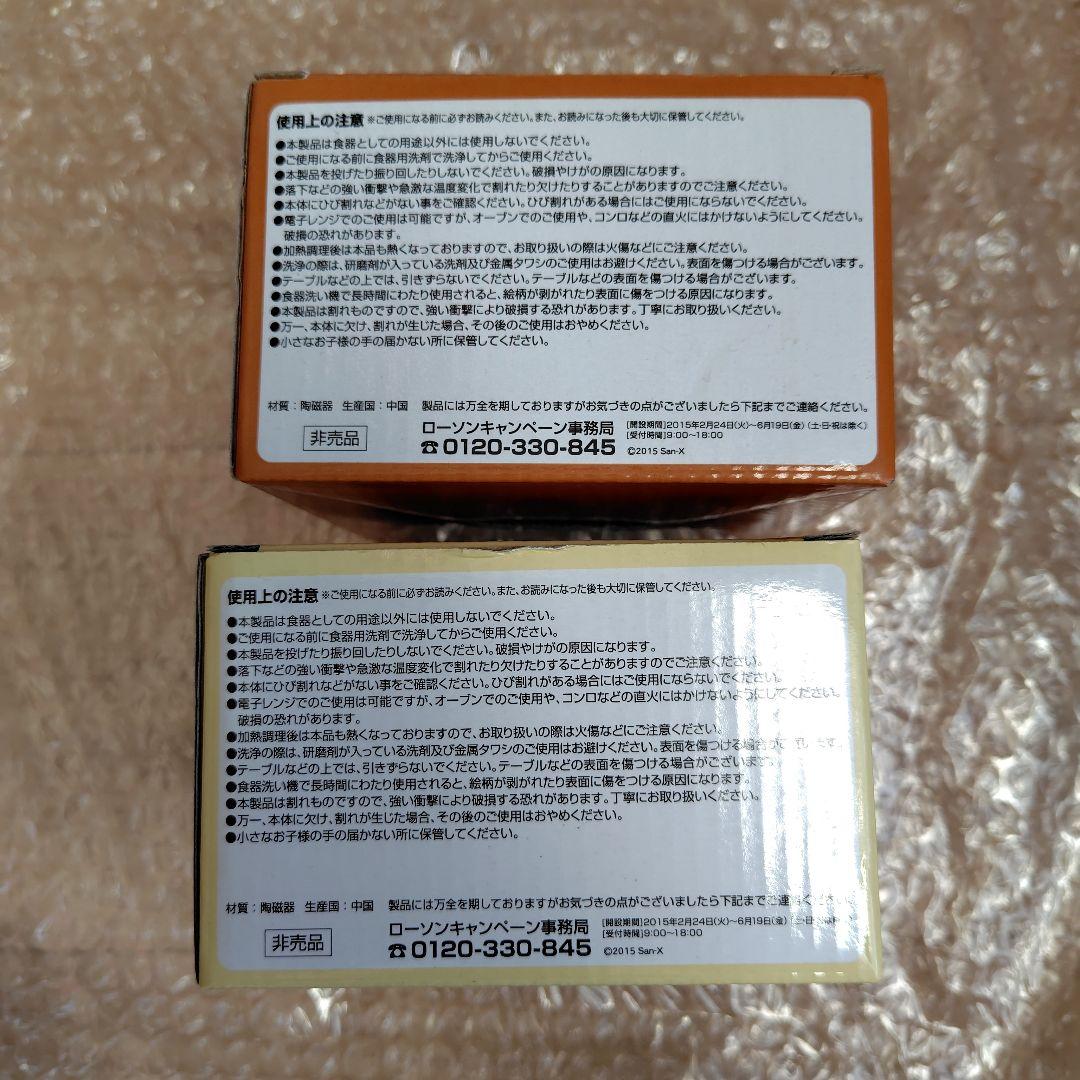 使用上の注意 ※ご使用になる前に必ずお読みください。また、お読みになった後も大切に保管してください。
●本製品は食器としての用途以外には使用しないでください。
●ご使用になる前に食器用洗剤で洗浄してからご使用ください。
●本製品を投げたり振り回したりしないでください。破損やけがの原因になります。
●落下などの強い衝撃や急激な温度変化で割れたり欠けたりすることがありますのでご注意ください。
●本体にひび割れなどがない事をご確認ください。ひび割れがある場合にはご使用にならないでください。
●電子レンジでのご使用は可能ですが、オーブンでのご使用や、コンロなどの直火にはかけないようにしてください。
破損の恐れがあります。
●加熱調理後は本品も熱くなっておりますので、お取り扱いの際は火傷などにご注意ください。
●洗浄の際は、研磨剤が入っている洗剤及び金属タワシのご使用はお避けください。表面を傷つける場合がございます。
●テーブルなどの上では、引きずらないでください。テーブルなどの表面を傷つける場合がございます。
●食器洗い機で長時間にわたり使用されると、絵柄が剥がれたり表面に傷をつける原因になります。
●本製品は割れものですので、強い衝撃により破損する恐れがあります。丁寧にお取り扱いください。
●万一、本体に欠け、割れが生じた場合、その後のご使用はおやめください。
●小さなお子様の手の届かない所に保管してください。
材質：陶磁器 生産国：中国 製品には万全を期しておりますがお気づきの点がございましたら下記までご連絡ください。
非売品 ローソンキャンペーン事務局 [開設期間]2015年2月24日(火)〜6月19日(金) (土・日・祝は除く)
[受付時間]9:00〜18:00
☎0120-330-845 ©2015 San-X
使用上の注意 ※ご使用になる前に必ずお読みください。また、お読みになった後も大切に保管してください。
●本製品は食器としての用途以外には使用しないでください。
●ご使用になる前に食器用洗剤で洗浄してからご使用ください。
●本製品を投げたり振り回したりしないでください。破損やけがの原因になります。
●落下などの強い衝撃や急激な温度変化で割れたり欠けたりすることがありますのでご注意ください。
●本体にひび割れなどがない事をご確認ください。ひび割れがある場合にはご使用にならないでください。
●電子レンジでのご使用は可能ですが、オーブンでのご使用や、コンロなどの直火にはかけないようにしてください。
破損の恐れがあります。
●加熱調理後は本品も熱くなっておりますので、お取り扱いの際は火傷などにご注意ください。
●洗浄の際は、研磨剤が入っている洗剤及び金属タワシのご使用はお避けください。表面を傷つける場合がございます。
●テーブルなどの上では、引きずらないでください。テーブルなどの表面を傷つける場合がございます。
●食器洗い機で長時間にわたり使用されると、絵柄が剥がれたり表面に傷をつける原因になります。
●本製品は割れものですので、強い衝撃により破損する恐れがあります。丁寧にお取り扱いください。
●万一、本体に欠け、割れが生じた場合、その後のご使用はおやめください。
●小さなお子様の手の届かない所に保管してください。
材質：陶磁器 生産国：中国 製品には万全を期しておりますがお気づきの点がございましたら下記までご連絡ください。
非売品 ローソンキャンペーン事務局 [開設期間]2015年2月24日(火)〜6月19日(金)
[受付時間]9:00〜18:00
☎0120-330-845 ©2015 San-X